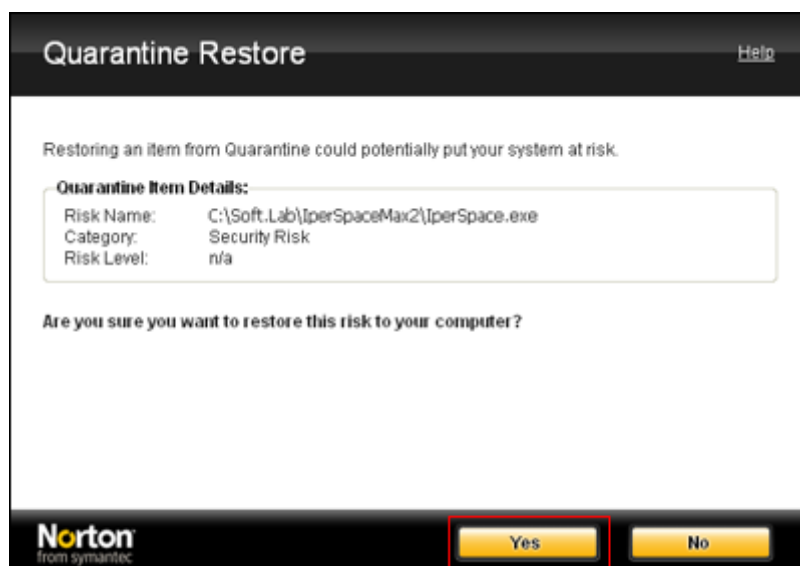 Quarantine Restore
Help
Restoring an item from Quarantine could potentially put your system at risk.
Quarantine Item Details:
Risk Name: C:\Soft.Lab\IperSpaceMax2\IperSpace.exe
Category: Security Risk
Risk Level: n/a
Are you sure you want to restore this risk to your computer?
Norton
from symantec
Yes
No